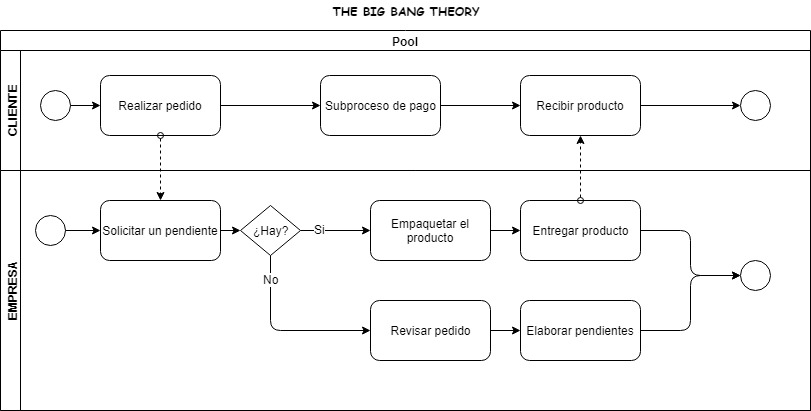 THE BIG BANG THEORY
Pool
CLIENTE
Realizar pedido
Subproceso de pago
Recibir producto
EMPRESA
Solicitar un pendiente
¿Hay?
Si
Empaquetar el
producto
Entregar producto
No
Revisar pedido
Elaborar pendientes